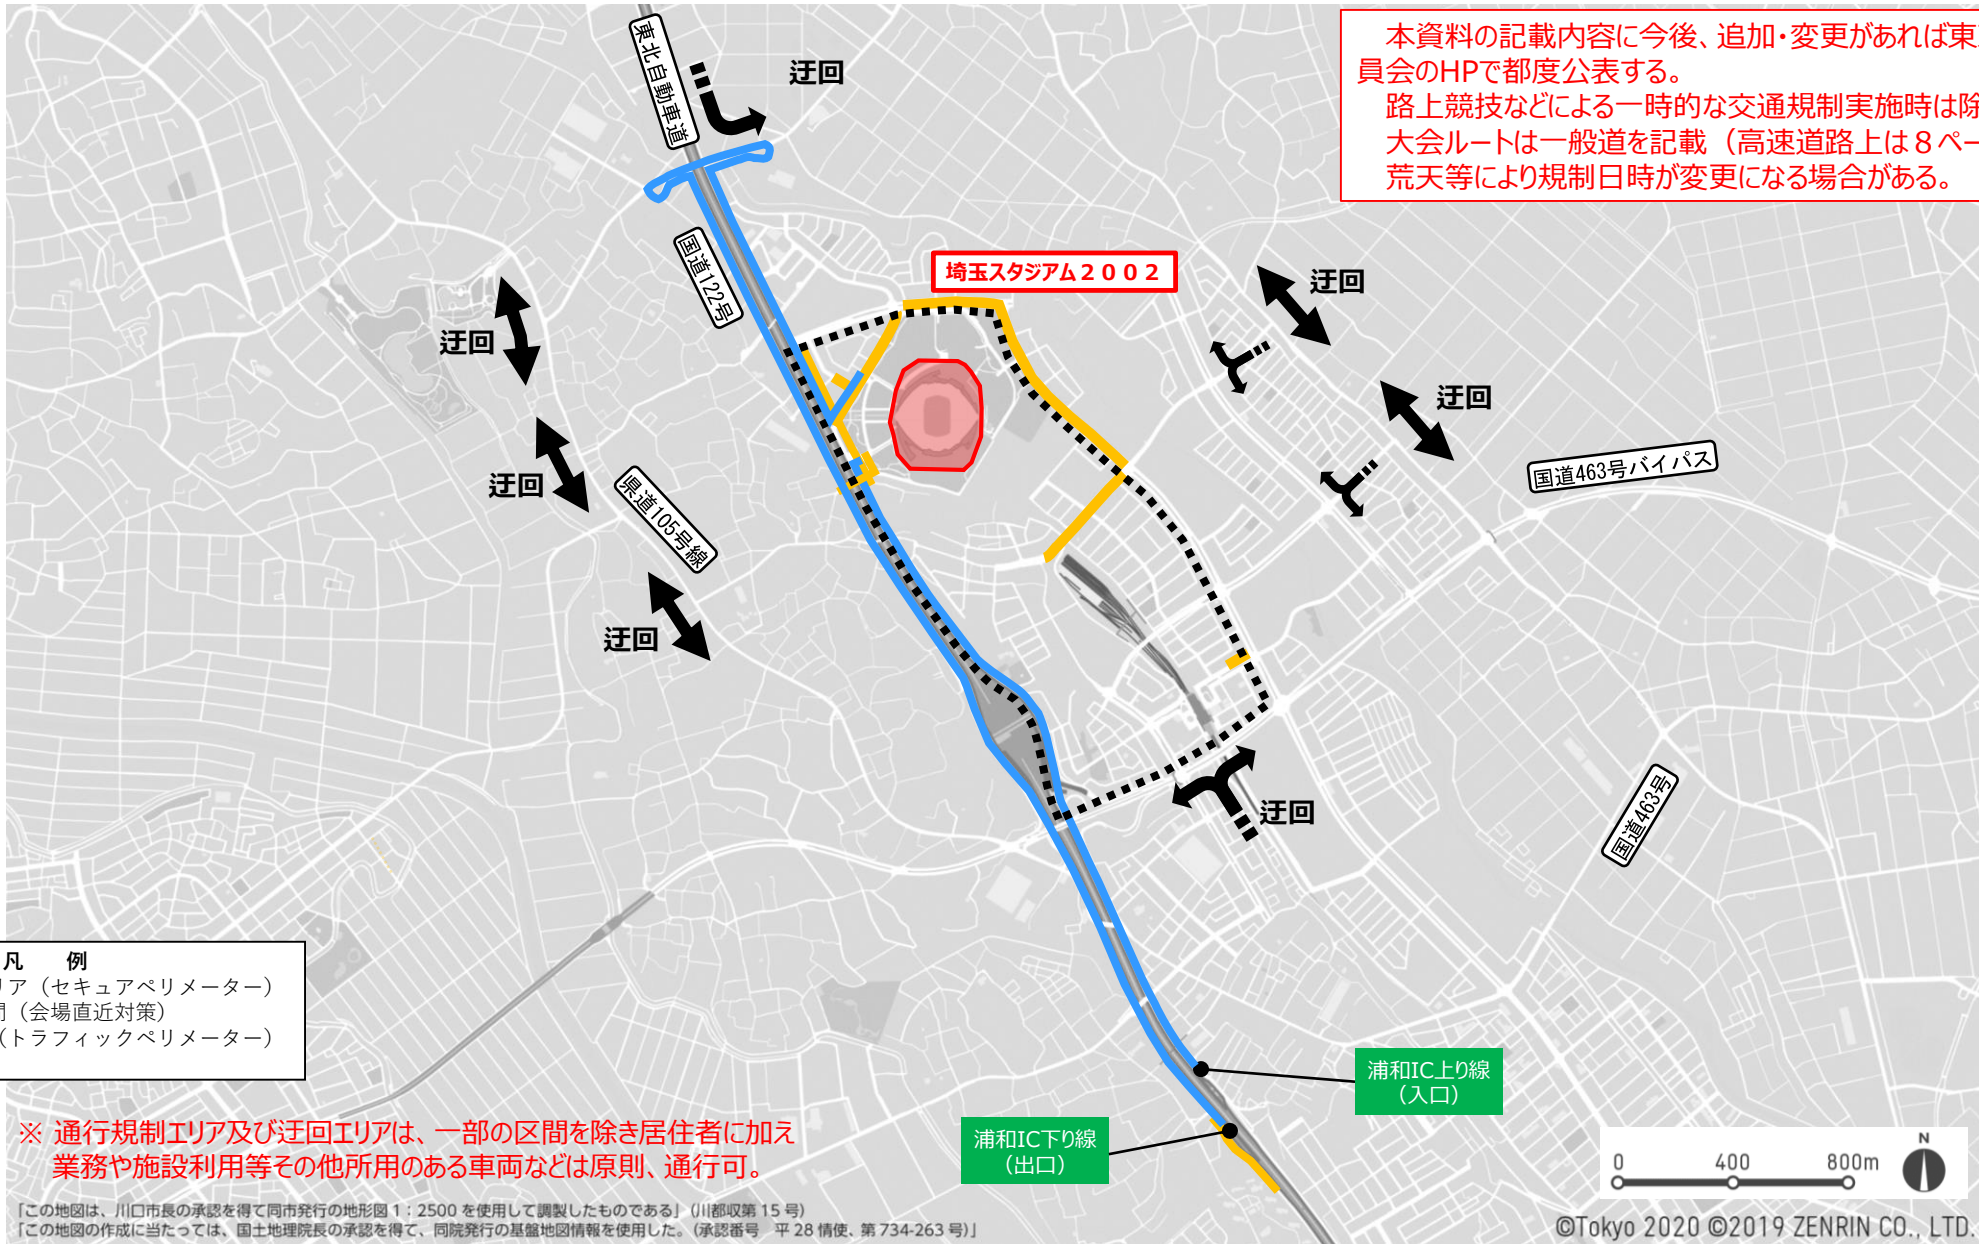 本資料の記載内容に今後、追加・変更があれば東
員会のHPで都度公表する。
路上競技などによる一時的な交通規制実施時は除
大会ルートは一般道を記載（高速道路上は８ペー
荒天等により規制日時が変更になる場合がある。
東北自動車道
迂回
国道122号
埼玉スタジアム２００２
迂回
迂回
迂回
迂回
国道463号バイパス
迂回
県道105号線
迂回
国道463号
迂回
凡　例
リア（セキュアペリメーター）
（会場直近対策）
（トラフィックペリメーター）
浦和IC上り線
（入口）
浦和IC下り線
（出口）
※ 通行規制エリア及び迂回エリアは、一部の区間を除き居住者に加え
業務や施設利用等その他所用のある車両などは原則、通行可。
0 400 800m
N
「この地図は、川口市長の承認を得て同市発行の地形図 1：2500 を使用して調製したものである」（川都収第 15 号）
「この地図の作成に当たっては、国土地理院長の承認を得て、同院発行の基盤地図情報を使用した。（承認番号　平 28 情使、第 734-263 号）」
©Tokyo 2020 ©2019 ZENRIN CO., LTD.